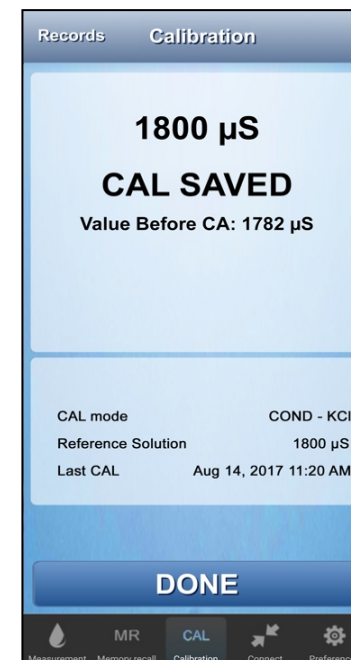 Records Calibration
1800 µS
CAL SAVED
Value Before CA: 1782 µS
CAL mode COND - KCl
Reference Solution 1800 µS
Last CAL Aug 14, 2017 11:20 AM
DONE
MR CAL
Measurement Memory recall Calibration Connect Preferenc